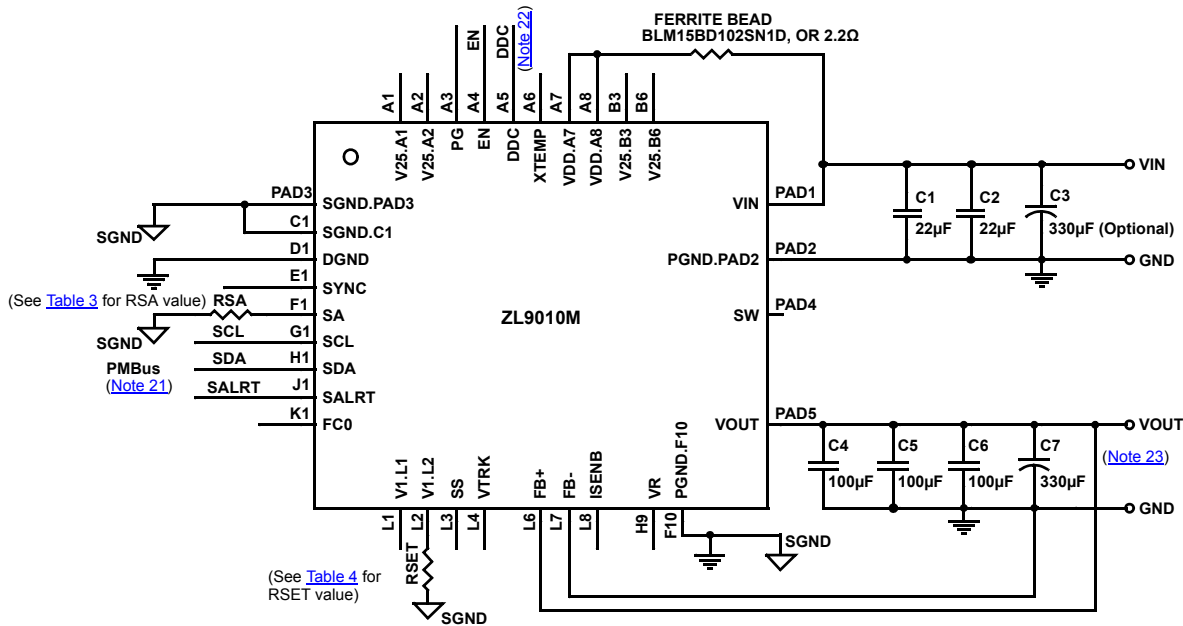 FERRITE BEAD
BLM15BD102SN1D, OR 2.2Ω
EN
DDC
(Note 22)
A1
A2
A3
A4
A5
A6
A7
A8
B3
B6
V25.A1
V25.A2
PG
EN
DDC
XTEMP
VDD.A7
VDD.A8
V25.B3
V25.B6
VIN
PAD3
SGND.PAD3
VIN
PAD1
C1
22µF
C2
22µF
C3
330µF (Optional)
SGND
C1
SGND.C1
D1
DGND
PGND.PAD2
PAD2
GND
E1
SYNC
(See Table 3 for RSA value)
RSA
F1
SA
ZL9010M
SW
PAD4
SGND
SCL
G1
SCL
PMBus
(Note 21)
SDA
H1
SDA
SALRT
J1
SALRT
K1
FC0
VOUT
PAD5
VOUT
(Note 23)
C4
100µF
C5
100µF
C6
100µF
C7
330µF
GND
V1.L1
V1.L2
SS
VTRK
FB+
FB-
ISENB
VR
PGND.F10
L1
L2
L3
L4
L6
L7
L8
H9
F10
SGND
RSET
(See Table 4 for
RSET value)
SGND